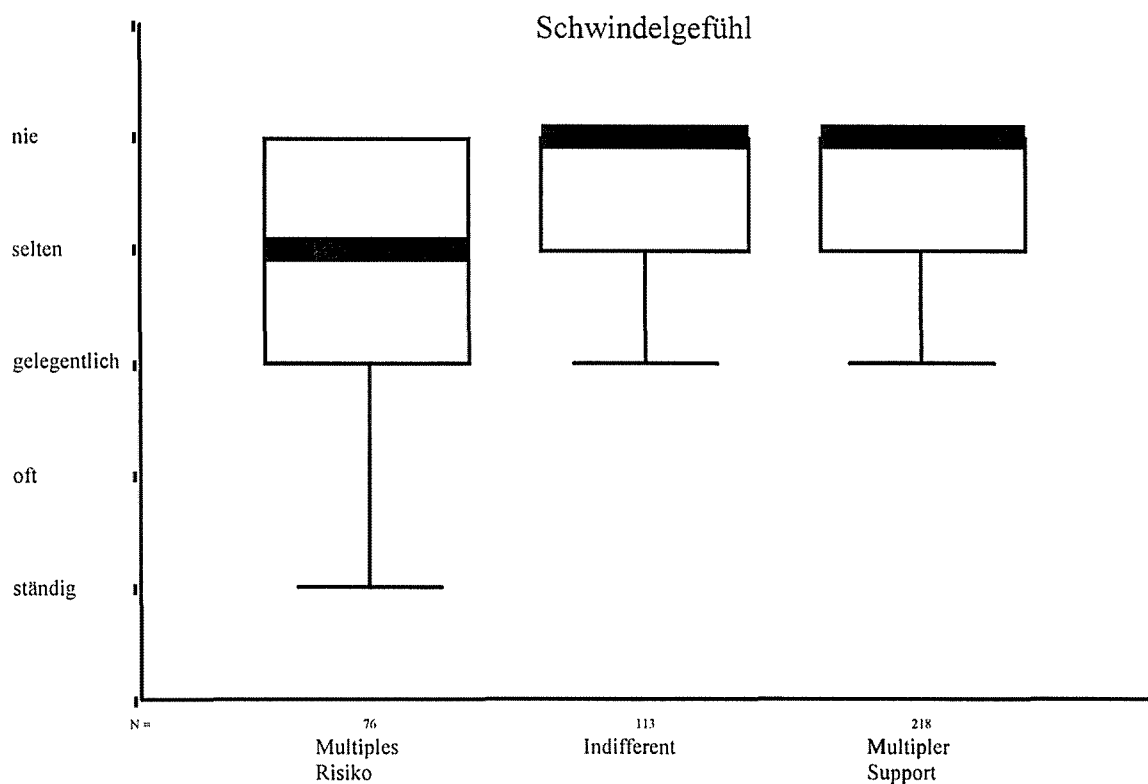 Schwindelgefühl
nie
selten
gelegentlich
oft
ständig
N = 76 113 218
Multiples Indifferent Multipler
Risiko Support